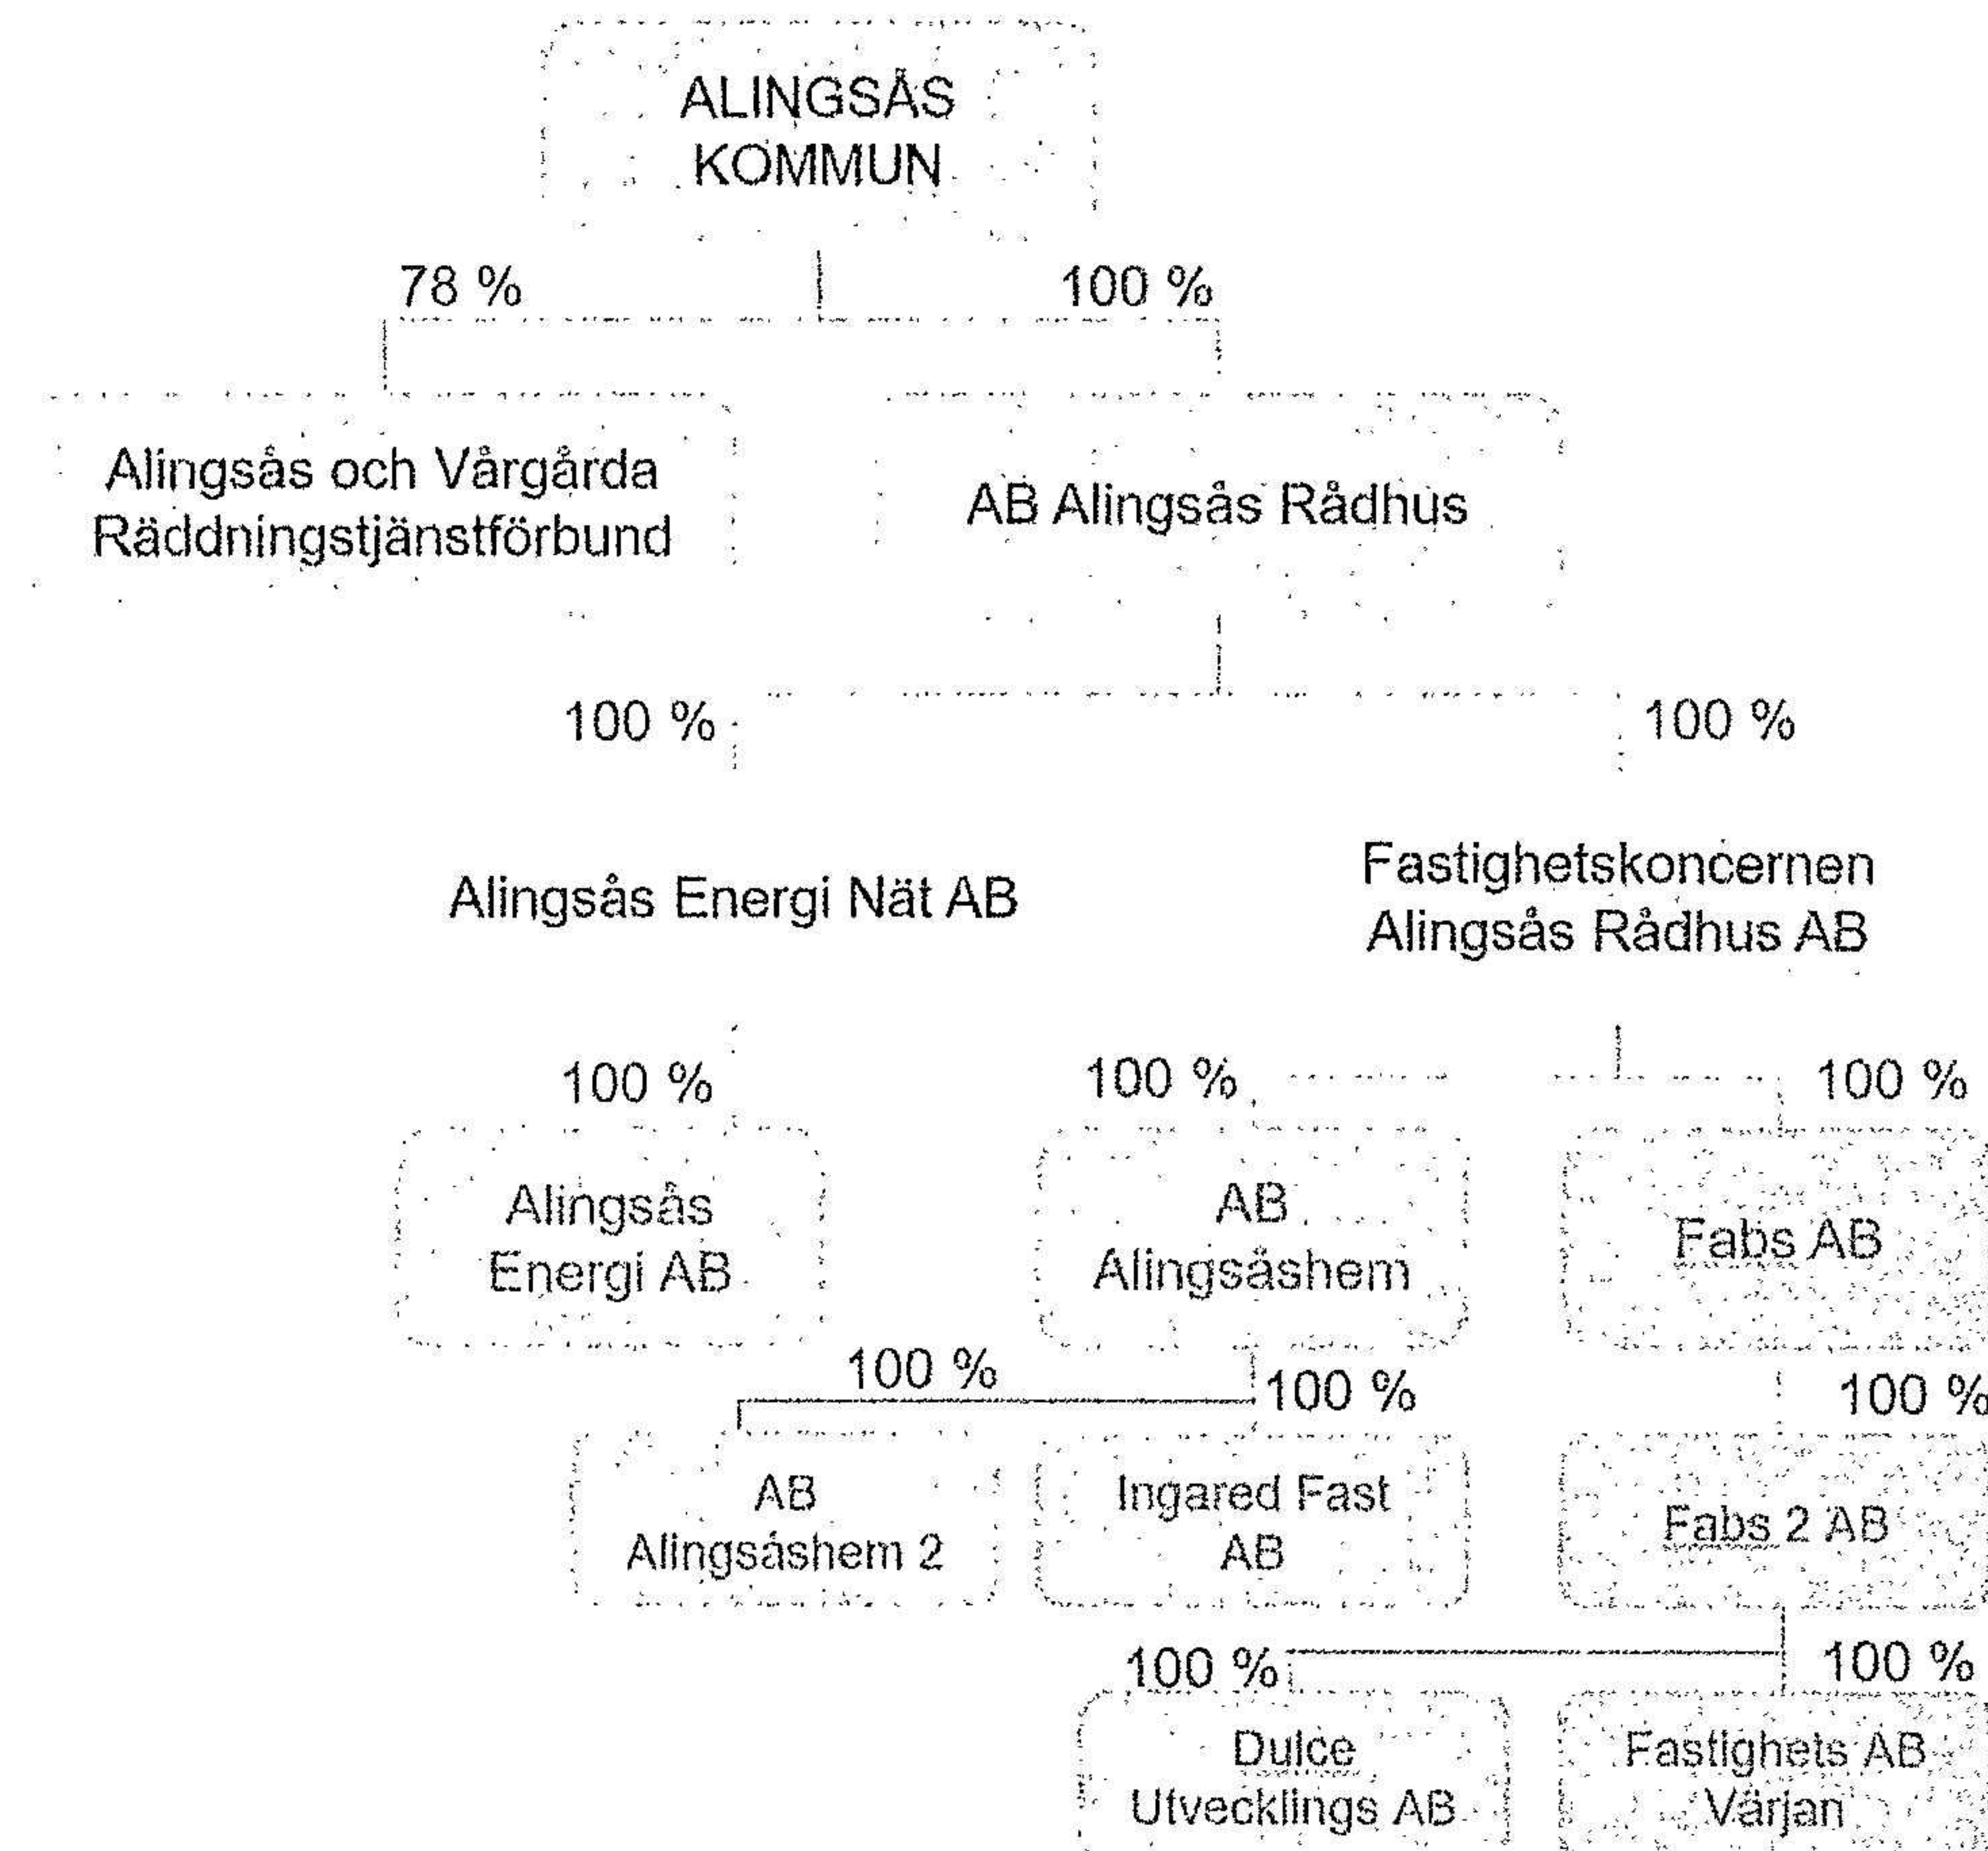 ALINGSÅS
KOMMUN
78 %
100 %
Alingsås och Vårgårda
Räddningstjänstförbund
AB Alingsås Rådhus
100 %
100 %
Alingsås Energi Nät AB
Fastighetskoncernen
Alingsås Rådhus AB
100 %
100 %
100 %
Alingsås
Energi AB
AB
Alingsåshem
Fabs AB
100 %
100 %
100 %
AB
Alingsåshem 2
Ingared Fast
AB
Fabs 2 AB
100 %
100 %
Dulce
Utvecklings AB
Fastighets AB
Värjan